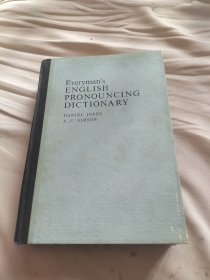 Everyman's
ENGLISH
PRONOUNCING
DICTIONARY
DANIEL JONES
A. C. GIMSON